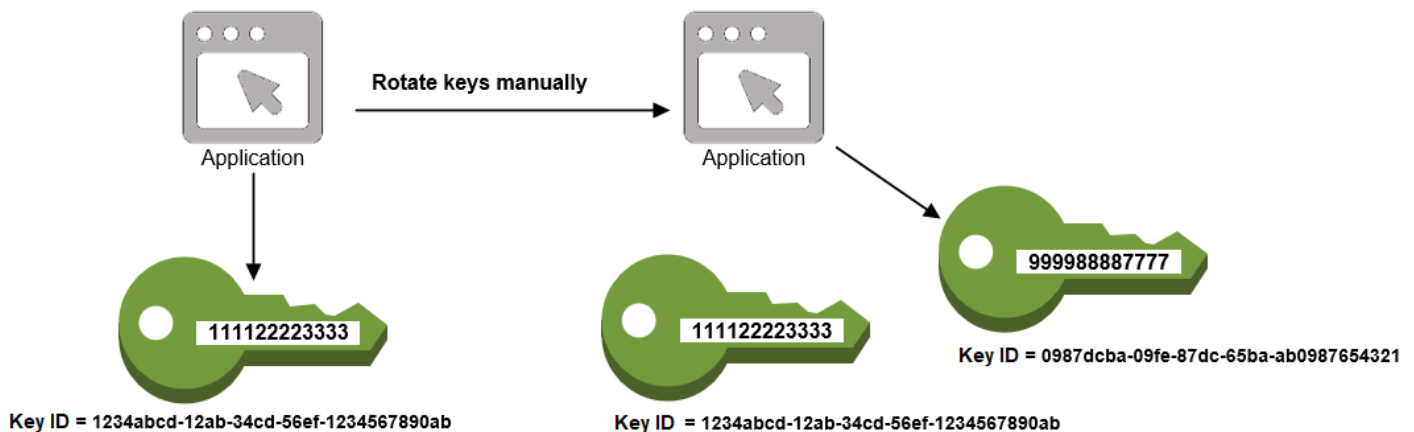 Rotate keys manually
Application
Application
999988887777
111122223333
111122223333
Key ID = 0987dcba-09fe-87dc-65ba-ab0987654321
Key ID = 1234abcd-12ab-34cd-56ef-1234567890ab
Key ID = 1234abcd-12ab-34cd-56ef-1234567890ab